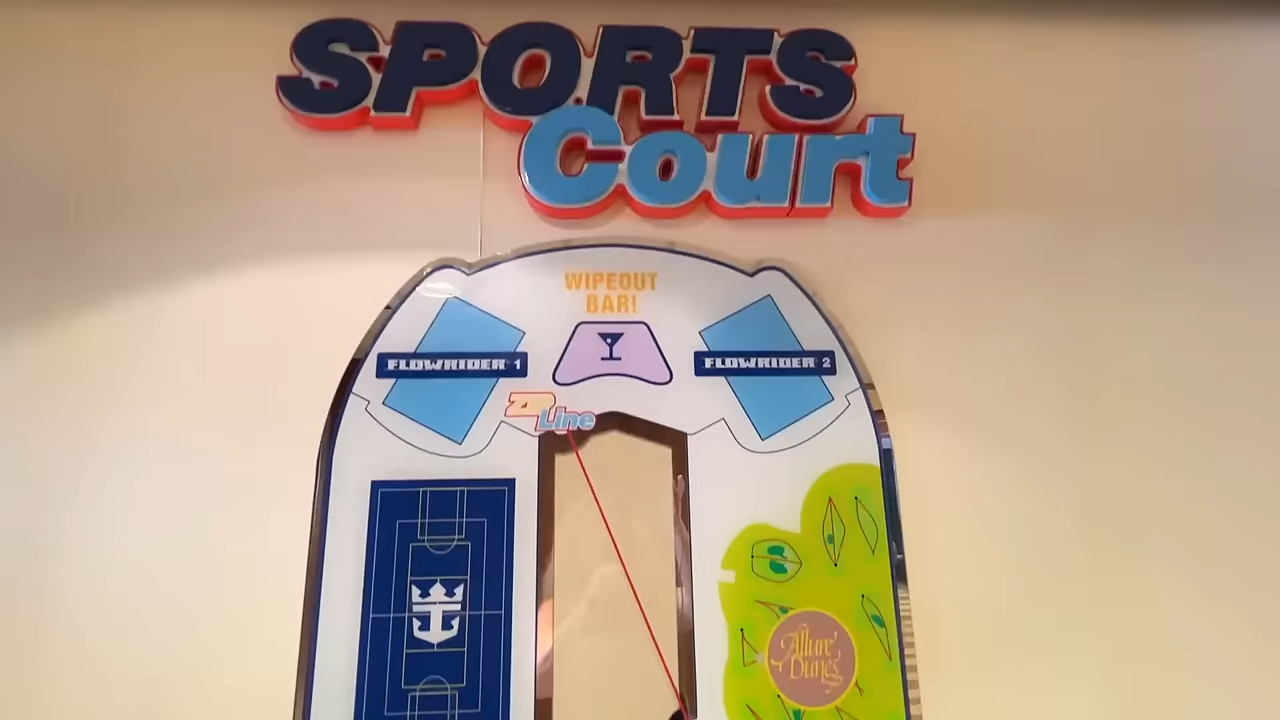 SPORTS
Court
WIPEOUT
BAR!
FLOWRIDER 1
FLOWRIDER 2
ZIP
Line
Allure
Dunes